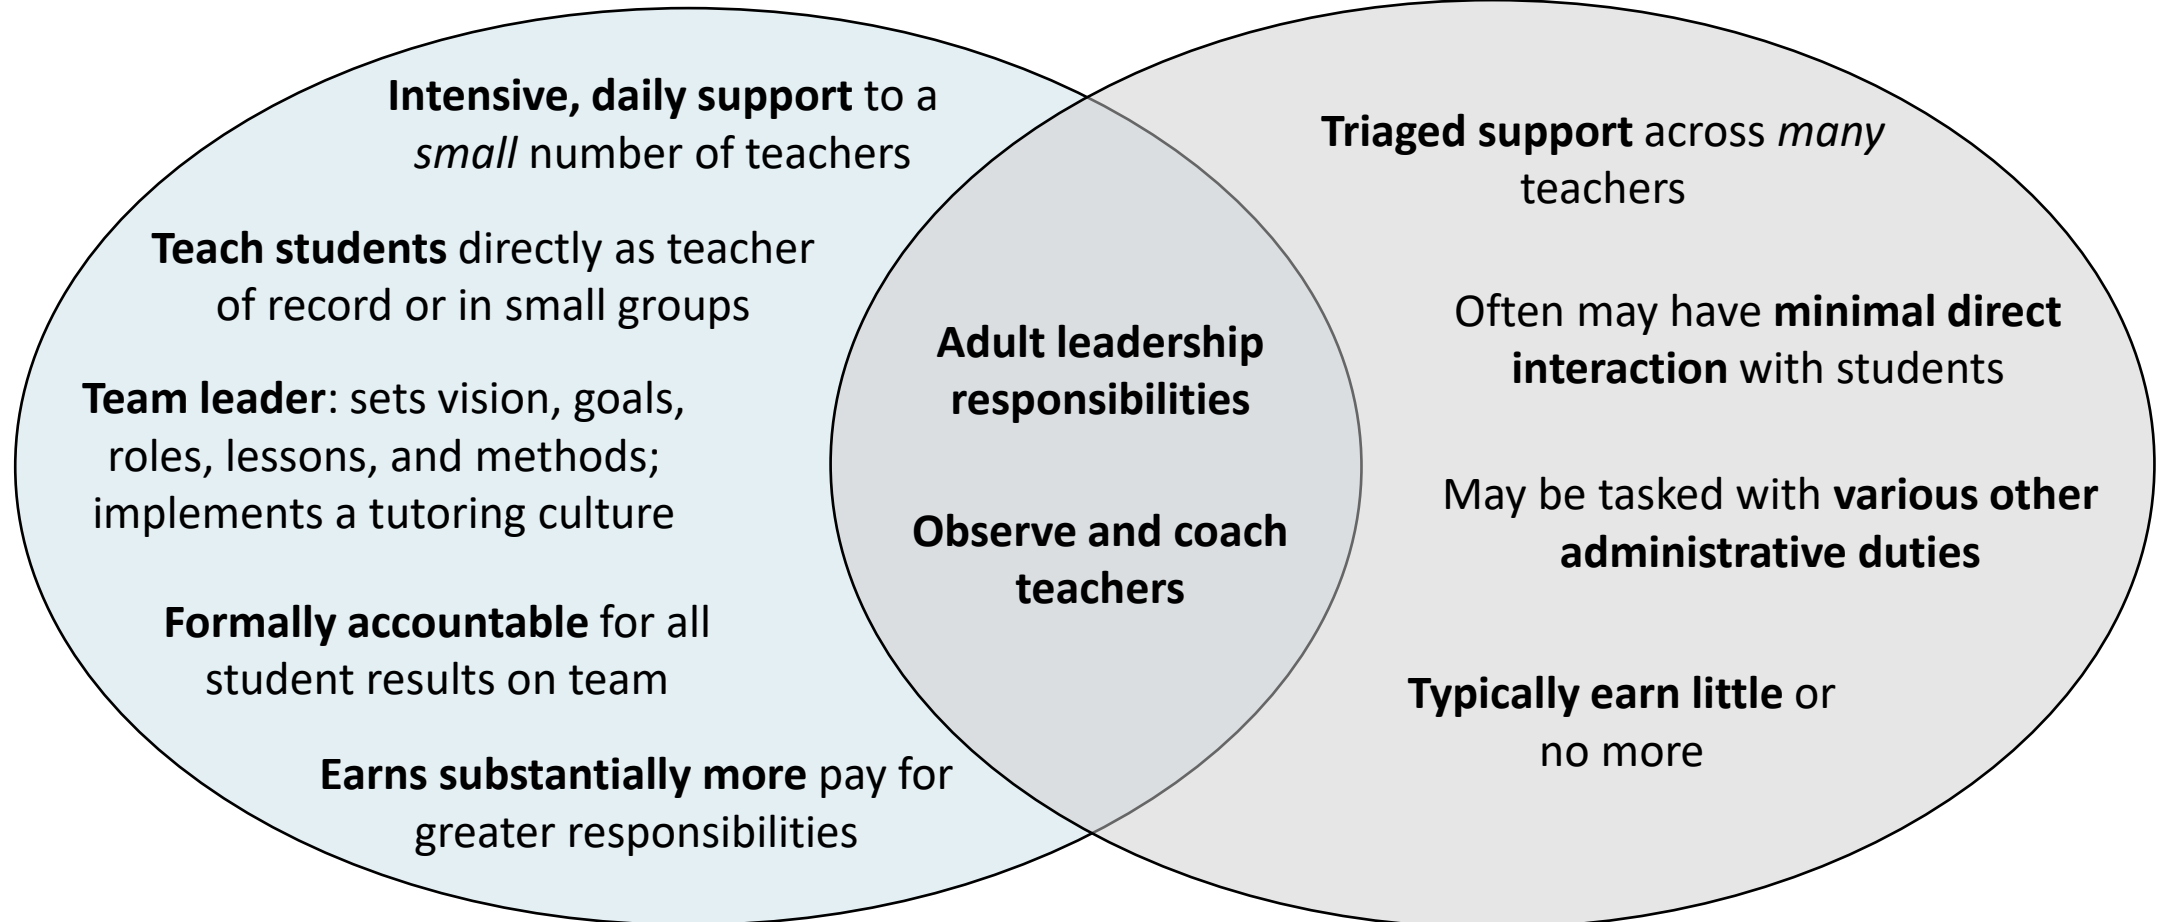 Intensive, daily support to a
small number of teachers
Teach students directly as teacher
of record or in small groups
Team leader: sets vision, goals,
roles, lessons, and methods;
implements a tutoring culture
Formally accountable for all
student results on team
Earns substantially more pay for
greater responsibilities
Adult leadership
responsibilities
Observe and coach
teachers
Triaged support across many
teachers
Often may have minimal direct
interaction with students
May be tasked with various other
administrative duties
Typically earn little or
no more